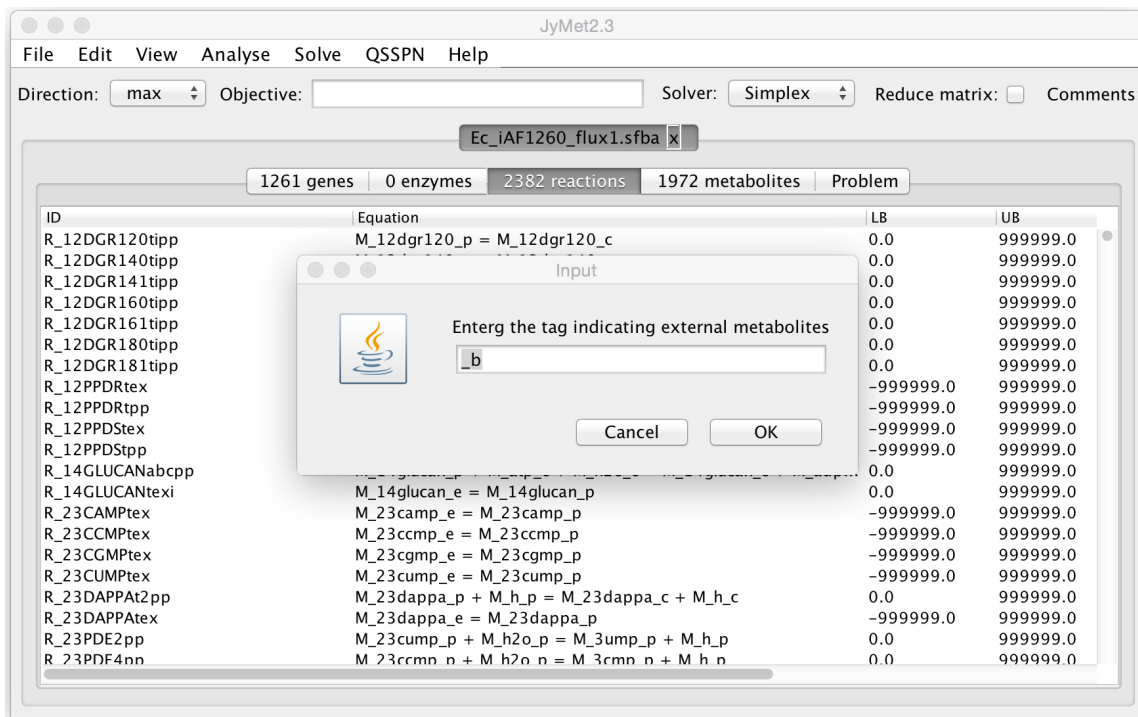 JyMet2.3
File Edit View Analyse Solve QSSPN Help
Direction: max Objective: Solver: Simplex Reduce matrix: Comments
Ec_iAF1260_flux1.sfba x
1261 genes 0 enzymes 2382 reactions 1972 metabolites Problem
ID Equation LB UB
R_12DGR120tipp M_12dgr120_p = M_12dgr120_c 0.0 999999.0
R_12DGR140tipp 0.0 999999.0
R_12DGR141tipp 0.0 999999.0
R_12DGR160tipp 0.0 999999.0
R_12DGR161tipp 0.0 999999.0
R_12DGR180tipp 0.0 999999.0
R_12DGR181tipp 0.0 999999.0
R_12PPDRtex -999999.0 999999.0
R_12PPDRtpp -999999.0 999999.0
R_12PPDStex -999999.0 999999.0
R_12PPDStpp -999999.0 999999.0
R_14GLUCANabcpp 0.0 999999.0
R_14GLUCANtexi M_14glucan_e = M_14glucan_p 0.0 999999.0
R_23CAMPtex M_23camp_e = M_23camp_p -999999.0 999999.0
R_23CCMPtex M_23ccmp_e = M_23ccmp_p -999999.0 999999.0
R_23CGMPtex M_23cgmp_e = M_23cgmp_p -999999.0 999999.0
R_23CUMPtex M_23cump_e = M_23cump_p -999999.0 999999.0
R_23DAPPAt2pp M_23dappa_p + M_h_p = M_23dappa_c + M_h_c 0.0 999999.0
R_23DAPPAtex M_23dappa_e = M_23dappa_p -999999.0 999999.0
R_23PDE2pp M_23cump_p + M_h2o_p = M_3ump_p + M_h_p 0.0 999999.0
R_23PDE4pp M_23ccmp_p + M_h2o_p = M_3cmp_p + M_h_p 0.0 999999.0
Input
Enterg the tag indicating external metabolites
_b
Cancel OK